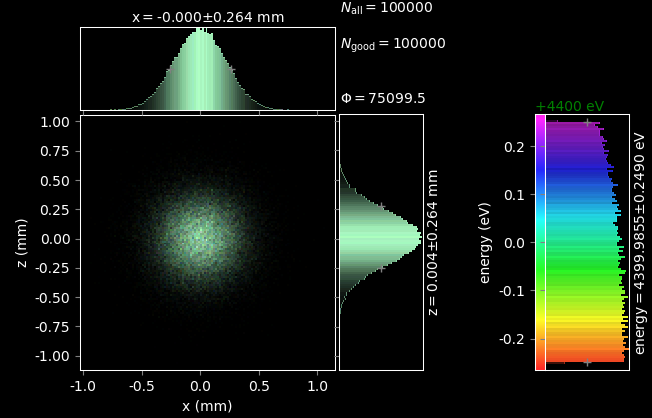 x = -0.000±0.264 mm
N_all = 100000
N_good = 100000
Φ = 75099.5
+4400 eV
1.00
0.75
0.50
0.25
0.00
-0.25
-0.50
-0.75
-1.00
z (mm)
-1.0
-0.5
0.0
0.5
1.0
x (mm)
z = 0.004±0.264 mm
energy (eV)
0.2
0.1
0.0
-0.1
-0.2
energy = 4399.9855±0.2490 eV